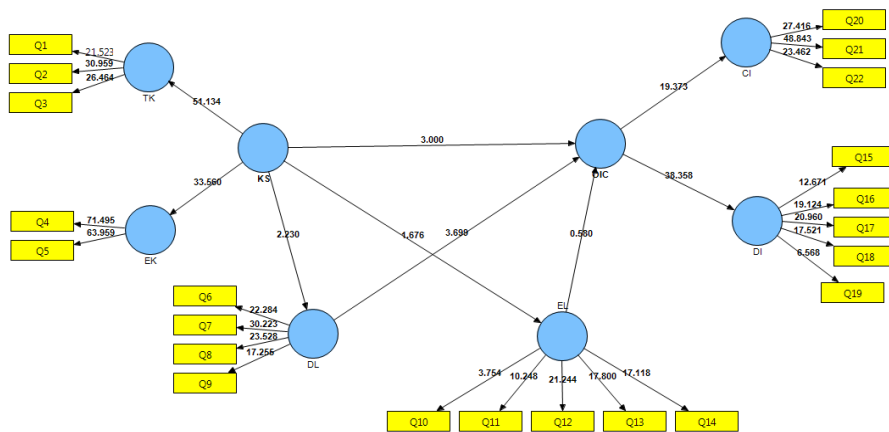 Q1
Q2
Q3
21.523
30.959
26.464
TK
51.134
KS
33.560
Q4
Q5
71.495
63.959
EK
3.000
2.230
1.676
3.699
0.580
OIC
19.373
38.358
CI
27.416
48.843
23.462
Q20
Q21
Q22
DI
12.671
19.124
20.960
17.521
6.568
Q15
Q16
Q17
Q18
Q19
Q6
Q7
Q8
Q9
22.284
30.223
23.528
17.255
DL
EL
3.754
10.248
21.244
17.800
17.118
Q10
Q11
Q12
Q13
Q14